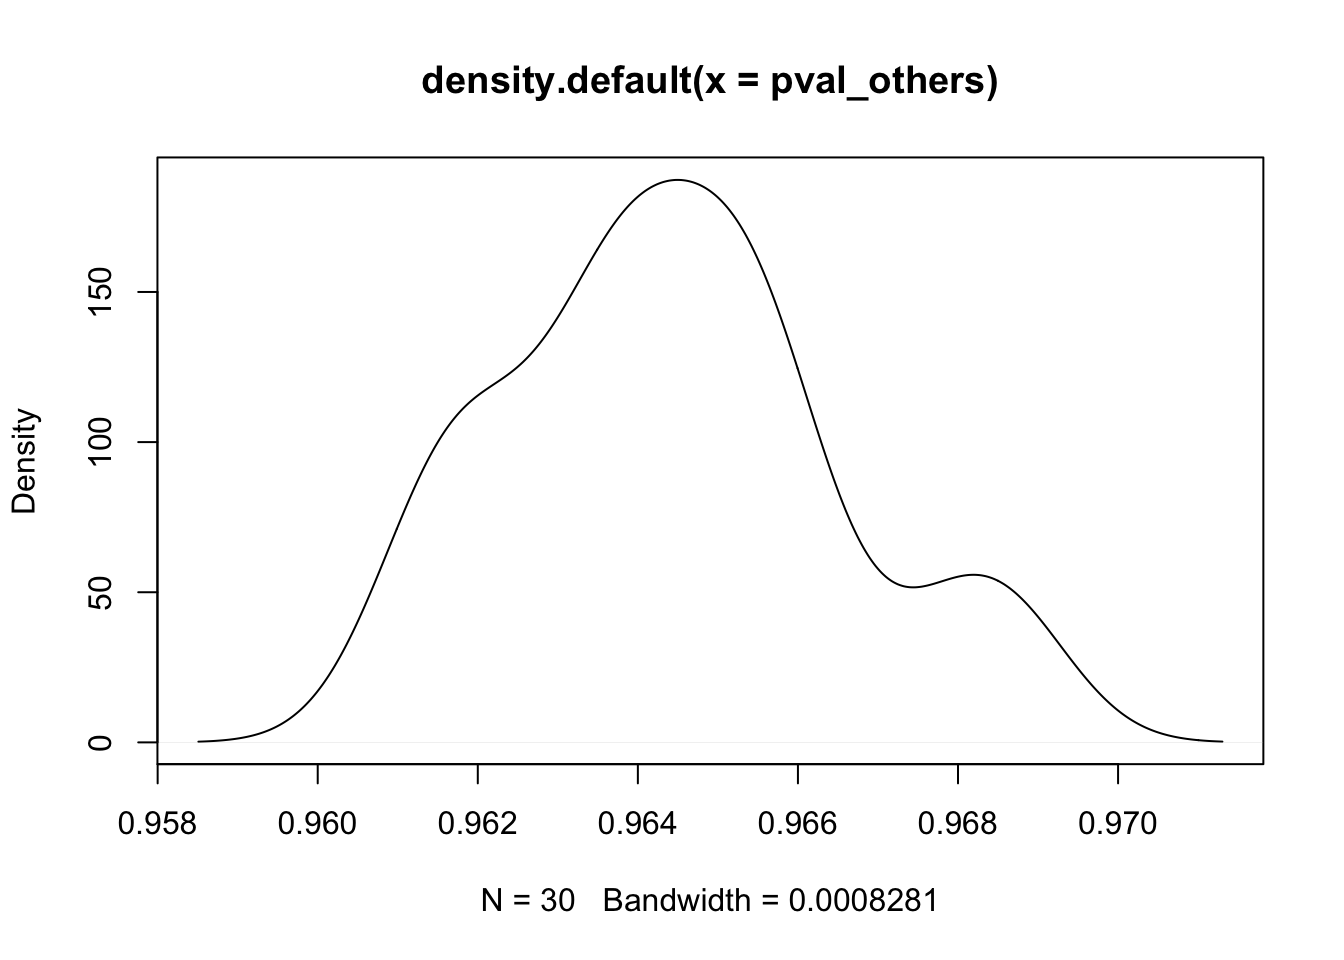 density.default(x = pval_others)
Density
150
100
50
0
0.958 0.960 0.962 0.964 0.966 0.968 0.970
N = 30 Bandwidth = 0.0008281